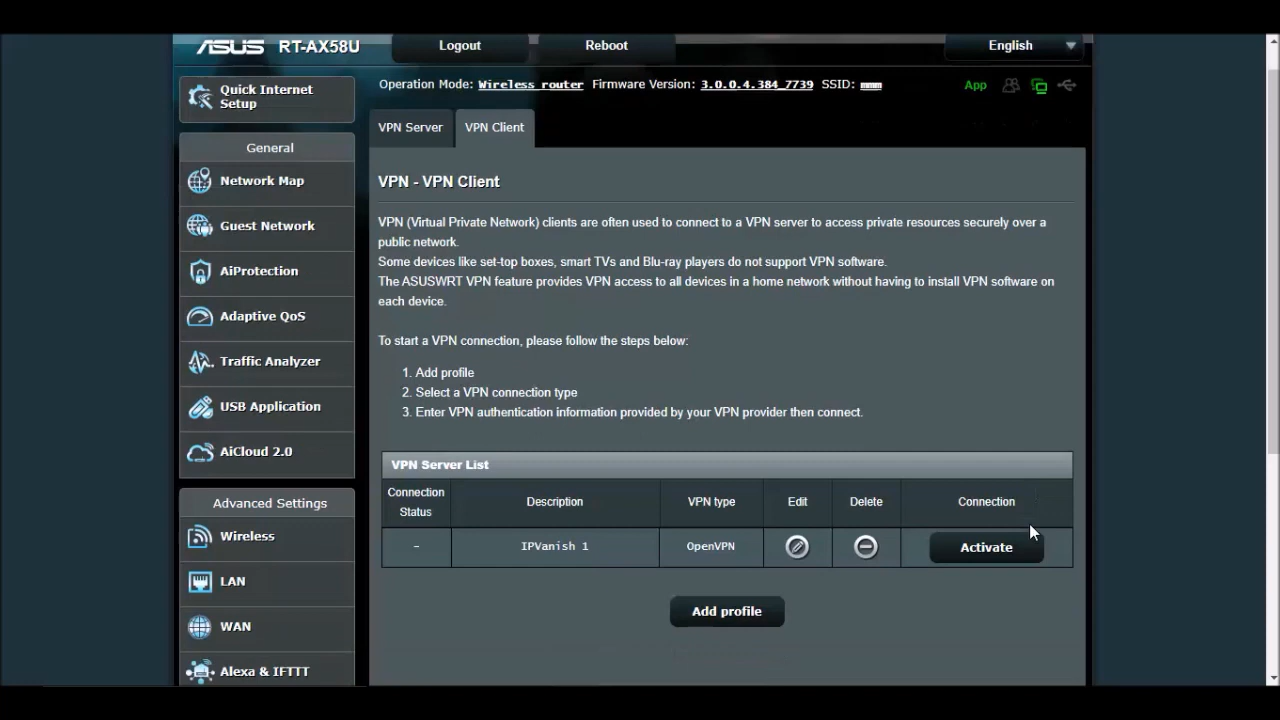 ASUS RT-AX58U Logout Reboot English
Quick Internet
Setup
Operation Mode: Wireless router Firmware Version: 3.0.0.4.384_7739 SSID: mmm App
General
Network Map
Guest Network
AiProtection
Adaptive QoS
Traffic Analyzer
USB Application
AiCloud 2.0
Advanced Settings
Wireless
LAN
WAN
Alexa & IFTTT
VPN Server VPN Client
VPN - VPN Client
VPN (Virtual Private Network) clients are often used to connect to a VPN server to access private resources securely over a
public network.
Some devices like set-top boxes, smart TVs and Blu-ray players do not support VPN software.
The ASUSWRT VPN feature provides VPN access to all devices in a home network without having to install VPN software on
each device.
To start a VPN connection, please follow the steps below:
1. Add profile
2. Select a VPN connection type
3. Enter VPN authentication information provided by your VPN provider then connect.
VPN Server List
Connection
Status
Description VPN type Edit Delete Connection
- IPVanish 1 OpenVPN Activate
Add profile